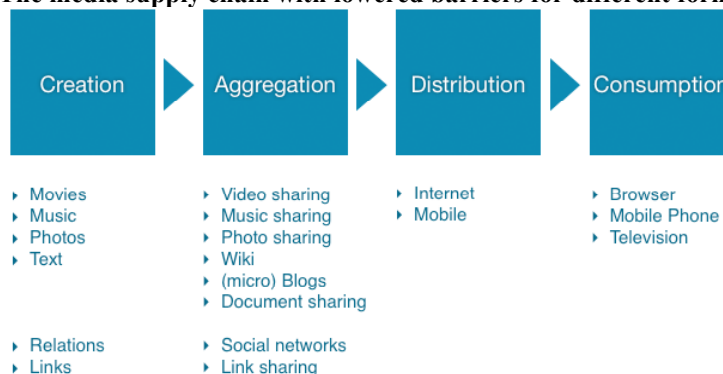 The media supply chain with lowered barriers for different
Creation
Aggregation
Distribution
Consumption
Movies
Music
Photos
Text
Relations
Links
Video sharing
Music sharing
Photo sharing
Wiki
(micro) Blogs
Document sharing
Social networks
Link sharing
Internet
Mobile
Browser
Mobile Phone
Television